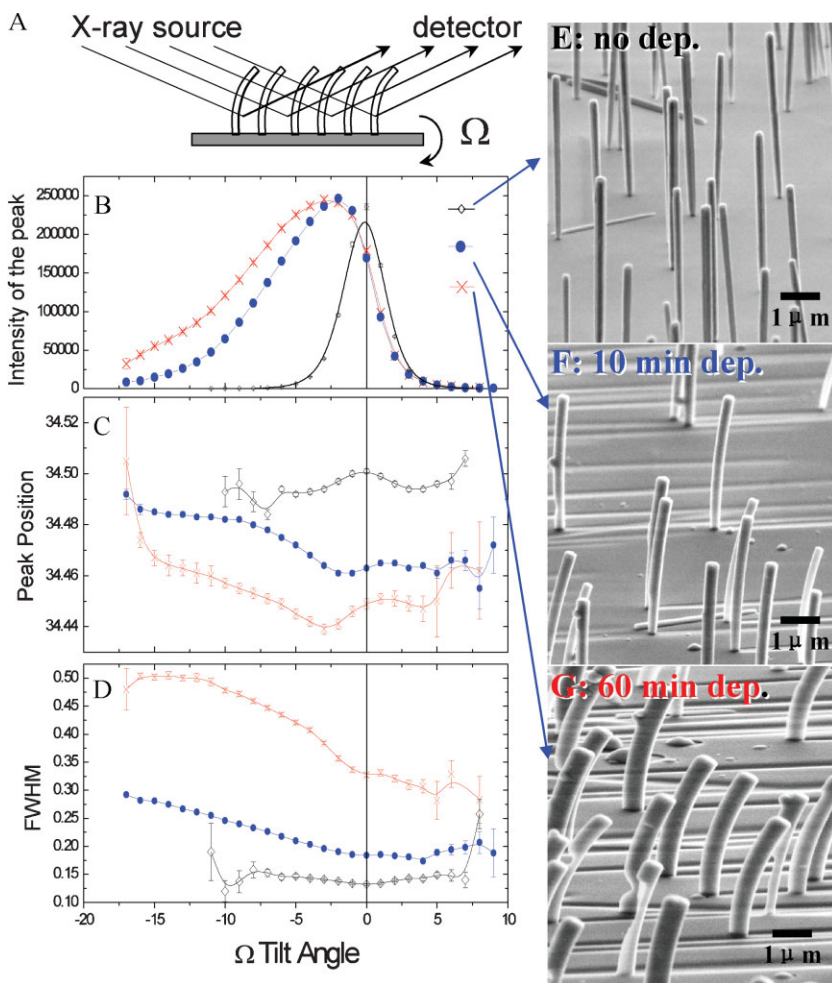 A
X-ray source
detector
Ω
B
Intensity of the peak
250000
200000
150000
100000
50000
0
C
Peak Position
34.52
34.50
34.48
34.46
34.44
D
FWHM
0.50
0.45
0.40
0.35
0.30
0.25
0.20
0.15
0.10
-20
-15
-10
-5
0
5
10
Ω Tilt Angle
E: no dep.
1 μm
F: 10 min dep.
1 μm
G: 60 min dep.
1 μm